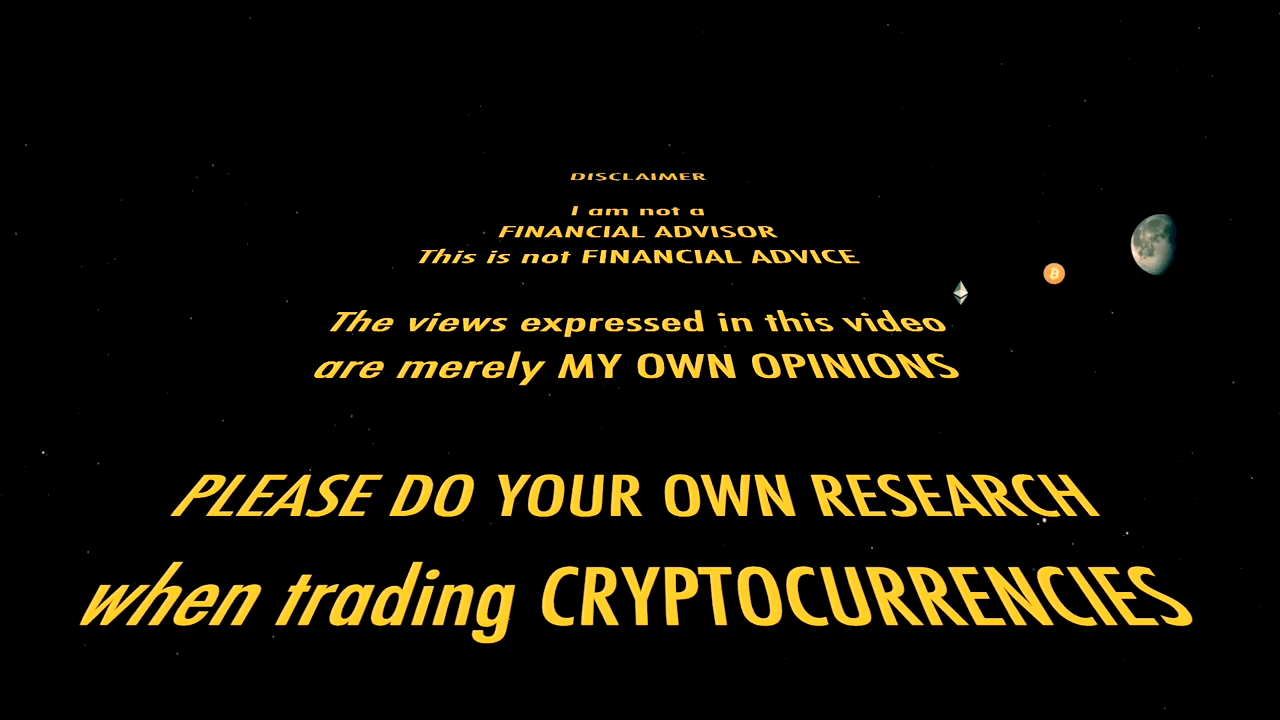 DISCLAIMER
I am not a
FINANCIAL ADVISOR
This is not FINANCIAL ADVICE
The views expressed in this video
are merely MY OWN OPINIONS
PLEASE DO YOUR OWN RESEARCH
when trading CRYPTOCURRENCIES